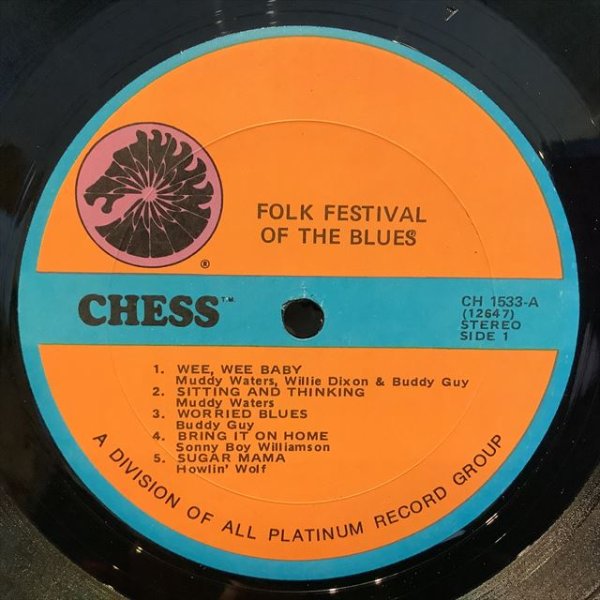 FOLK FESTIVAL
OF THE BLUES
®
CHESS™
CH 1533-A
(12647)
STEREO
SIDE 1
1. WEE, WEE BABY
Muddy Waters, Willie Dixon & Buddy Guy
2. SITTING AND THINKING
Muddy Waters
3. WORRIED BLUES
Buddy Guy
4. BRING IT ON HOME
Sonny Boy Williamson
5. SUGAR MAMA
Howlin' Wolf
A DIVISION OF ALL PLATINUM RECORD GROUP